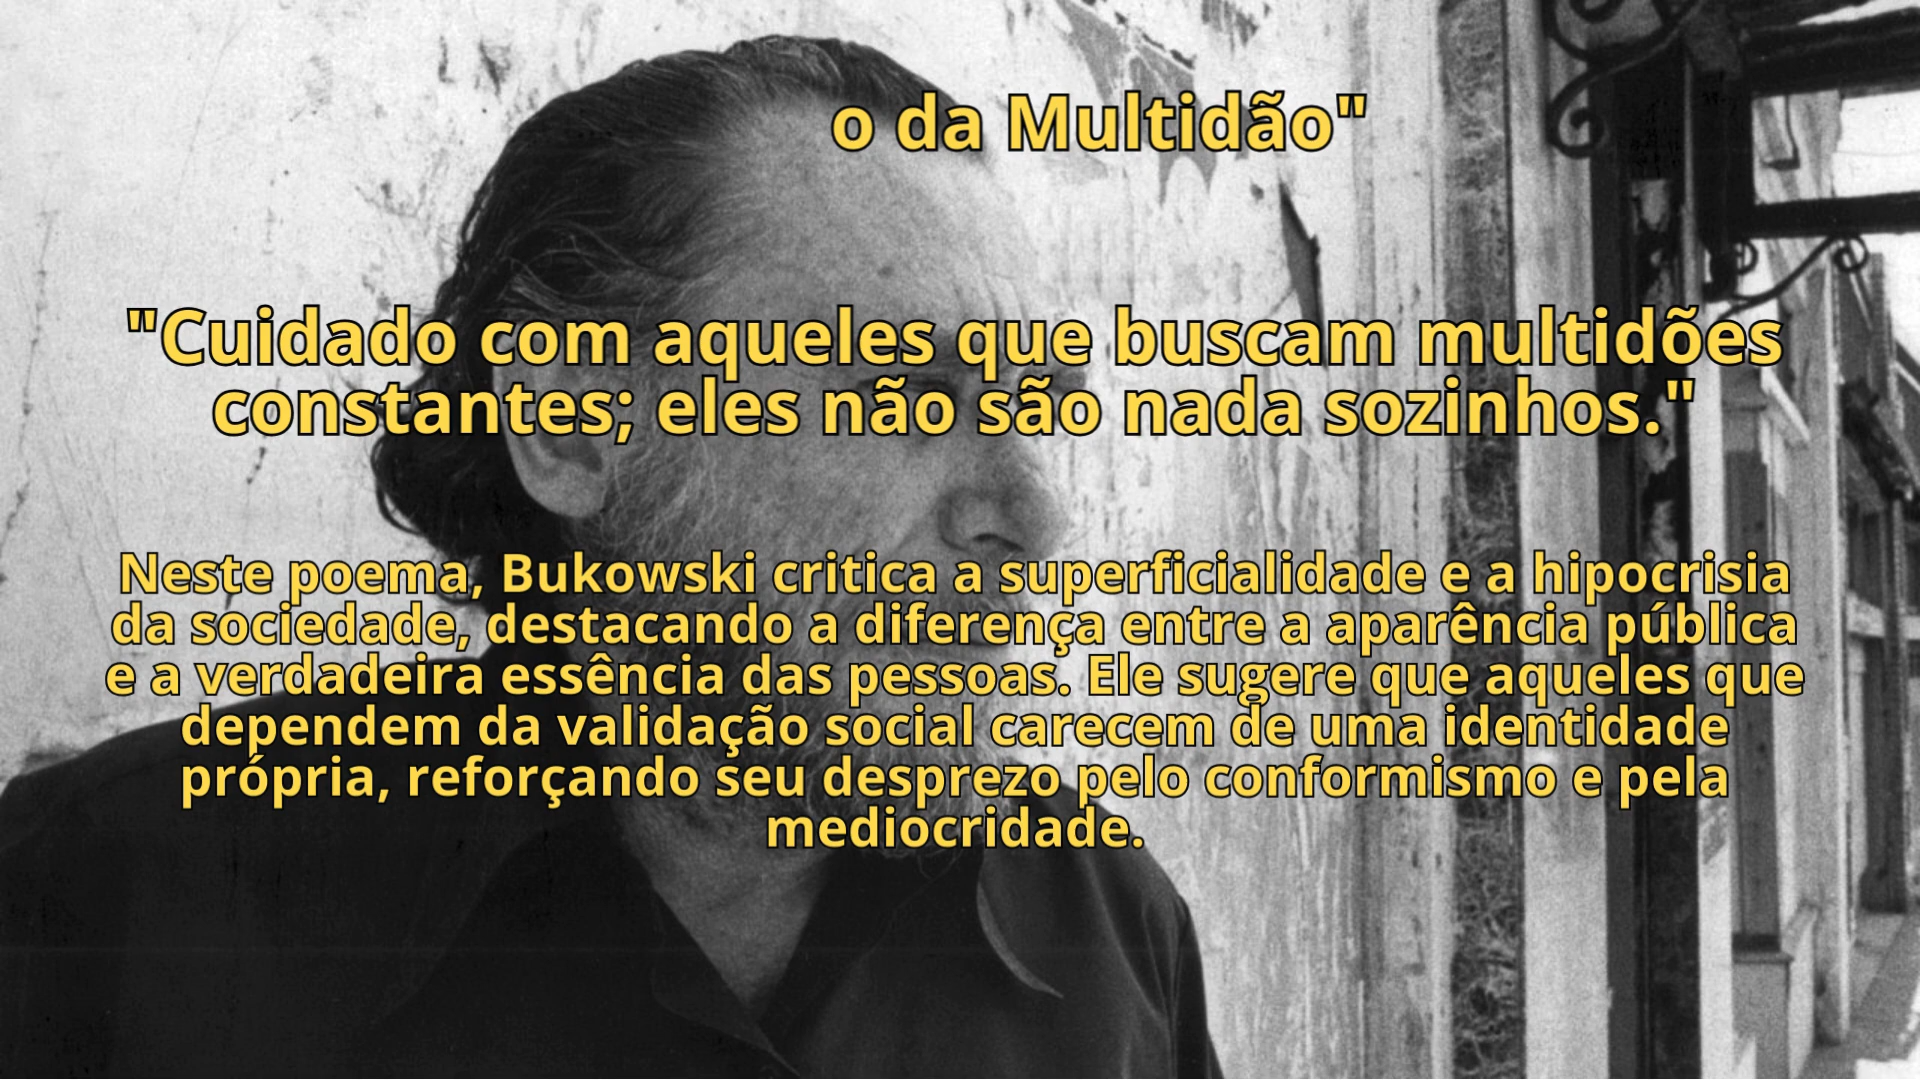 o da Multidão"
"Cuidado com aqueles que buscam multidões
constantes; eles não são nada sozinhos."
Neste poema, Bukowski critica a superficialidade e a hipocrisia
da sociedade, destacando a diferença entre a aparência pública
e a verdadeira essência das pessoas. Ele sugere que aqueles que
dependem da validação social carecem de uma identidade
própria, reforçando seu desprezo pelo conformismo e pela
mediocridade.